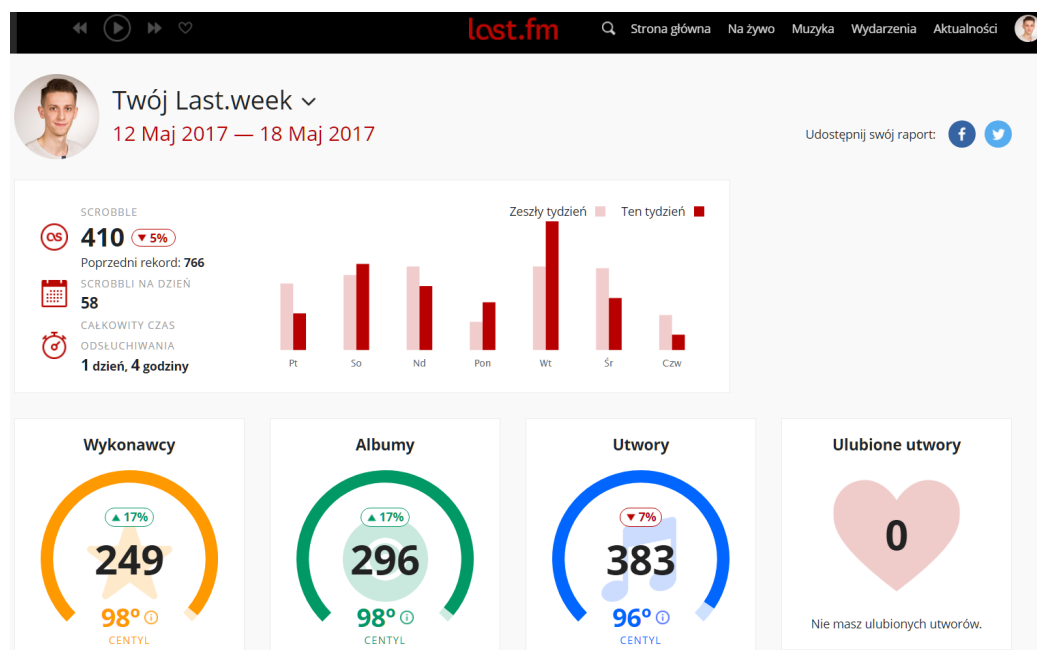 last.fm
Strona główna Na żywo Muzyka Wydarzenia Aktualności
Twój Last.week
12 Maj 2017 — 18 Maj 2017
Udostępnij swój raport:
SCROBBLE
410 ▼ 5%
Poprzedni rekord: 766
SCROBBLI NA DZIEŃ
58
CAŁKOWITY CZAS
ODSŁUCHIWANIA
1 dzień, 4 godziny
Zeszły tydzień Ten tydzień
Pt So Nd Pon Wt Śr Czw
Wykonawcy
▲ 17%
249
98º
CENTYL
Albumy
▲ 17%
296
98º
CENTYL
Utwory
▼ 7%
383
96º
CENTYL
Ulubione utwory
0
Nie masz ulubionych utworów.